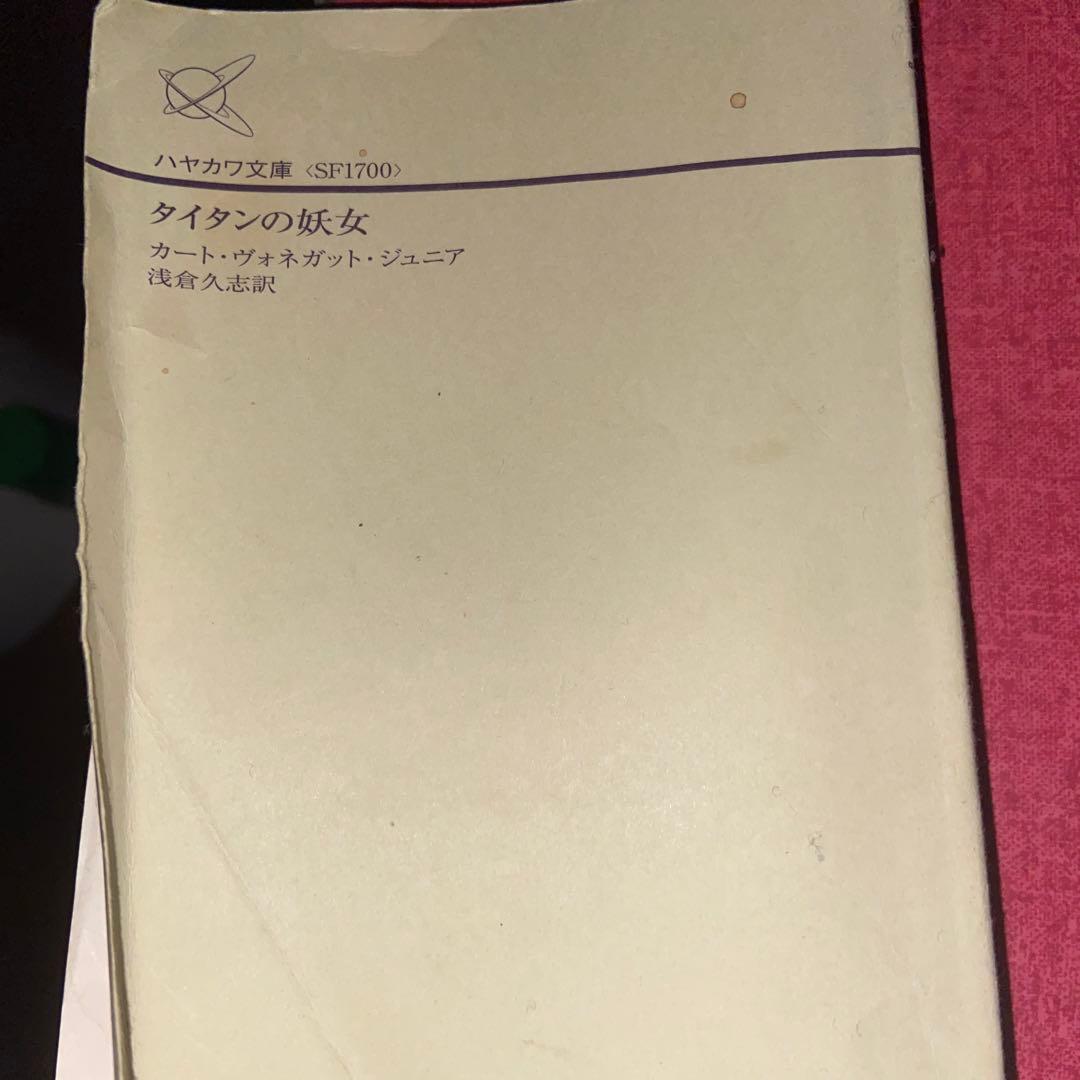 ハヤカワ文庫〈SF1700〉
タイタンの妖女
カート・ヴォネガット・ジュニア
浅倉久志訳